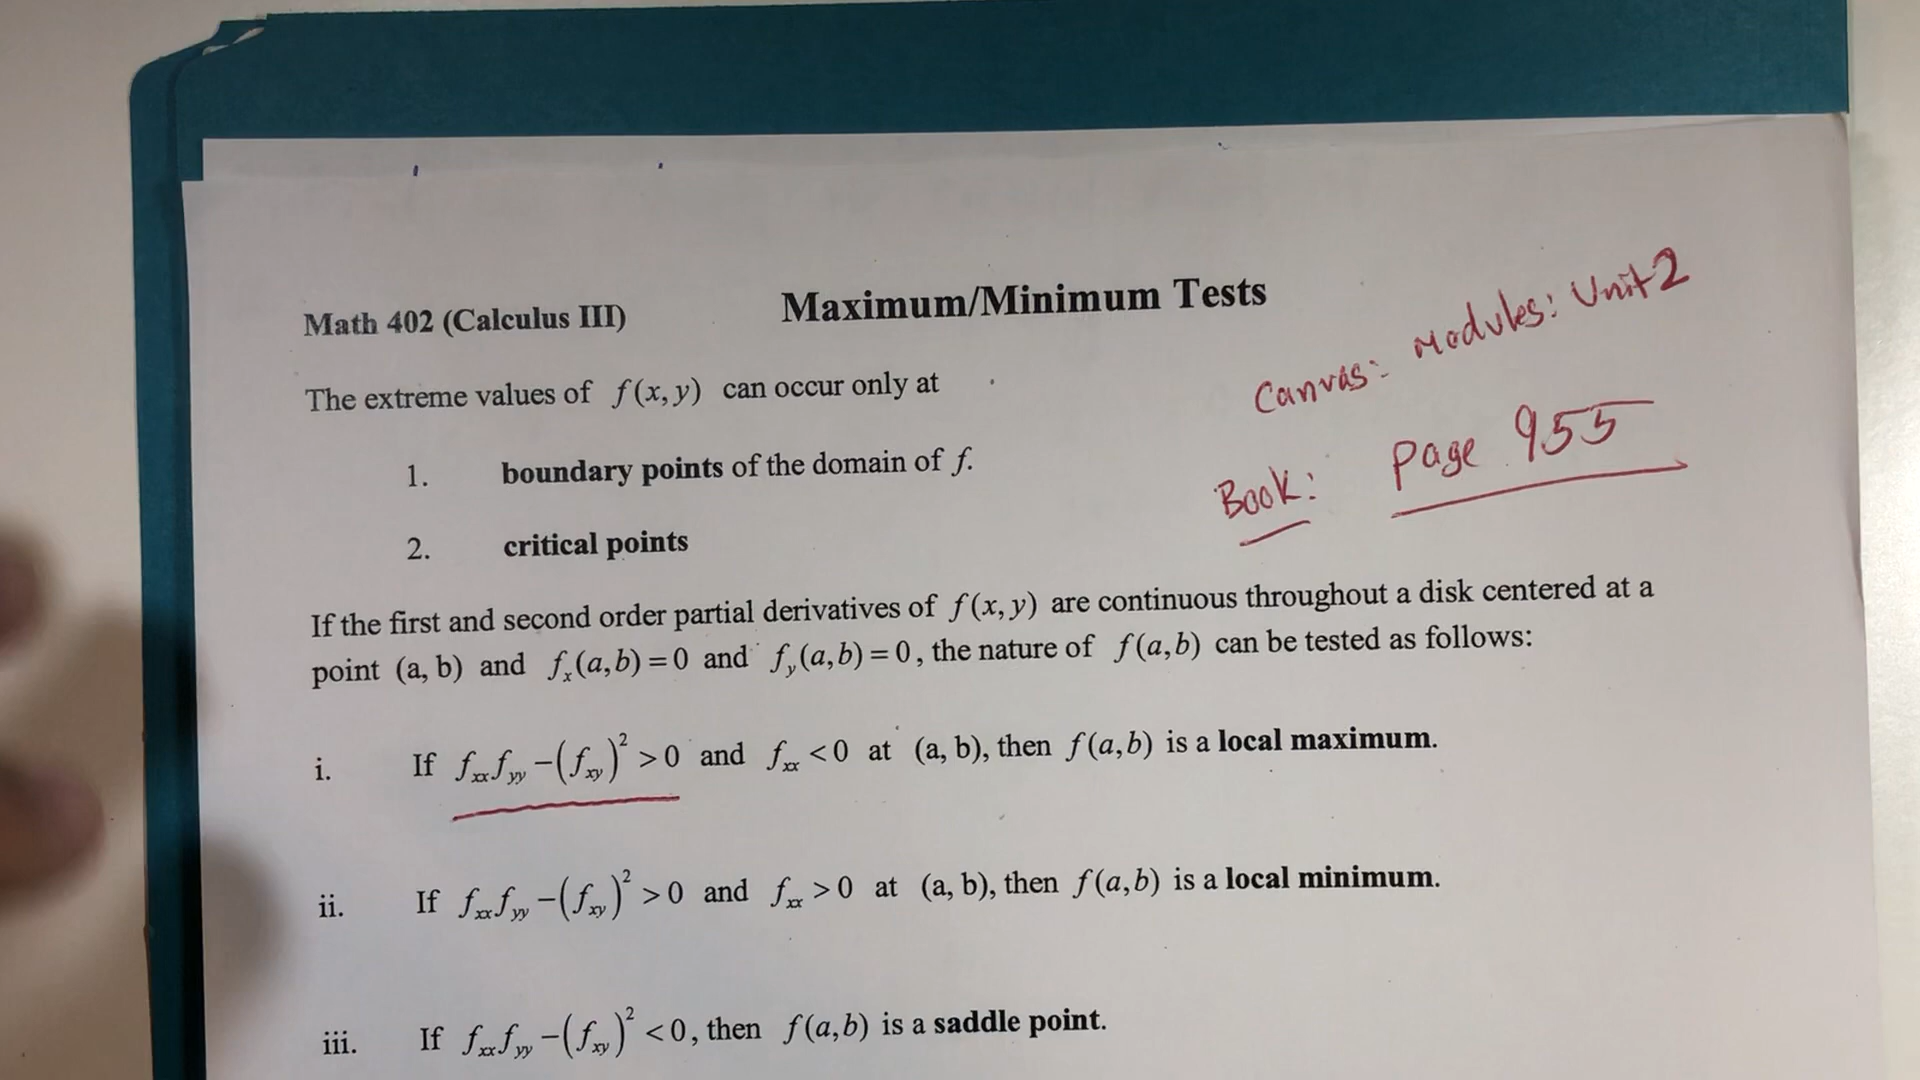 Math 402 (Calculus III) Maximum/Minimum Tests
Canvas: Modules: Unit 2
The extreme values of f(x, y) can occur only at
Book: Page 955
1. boundary points of the domain of f.
2. critical points
If the first and second order partial derivatives of f(x, y) are continuous throughout a disk centered at a
point (a, b) and fₓ(a,b) = 0 and f_y(a,b) = 0, the nature of f(a,b) can be tested as follows:
i. If f_xx f_yy − (f_xy)² > 0 and f_xx < 0 at (a, b), then f(a,b) is a local maximum.
ii. If f_xx f_yy − (f_xy)² > 0 and f_xx > 0 at (a, b), then f(a,b) is a local minimum.
iii. If f_xx f_yy − (f_xy)² < 0, then f(a,b) is a saddle point.